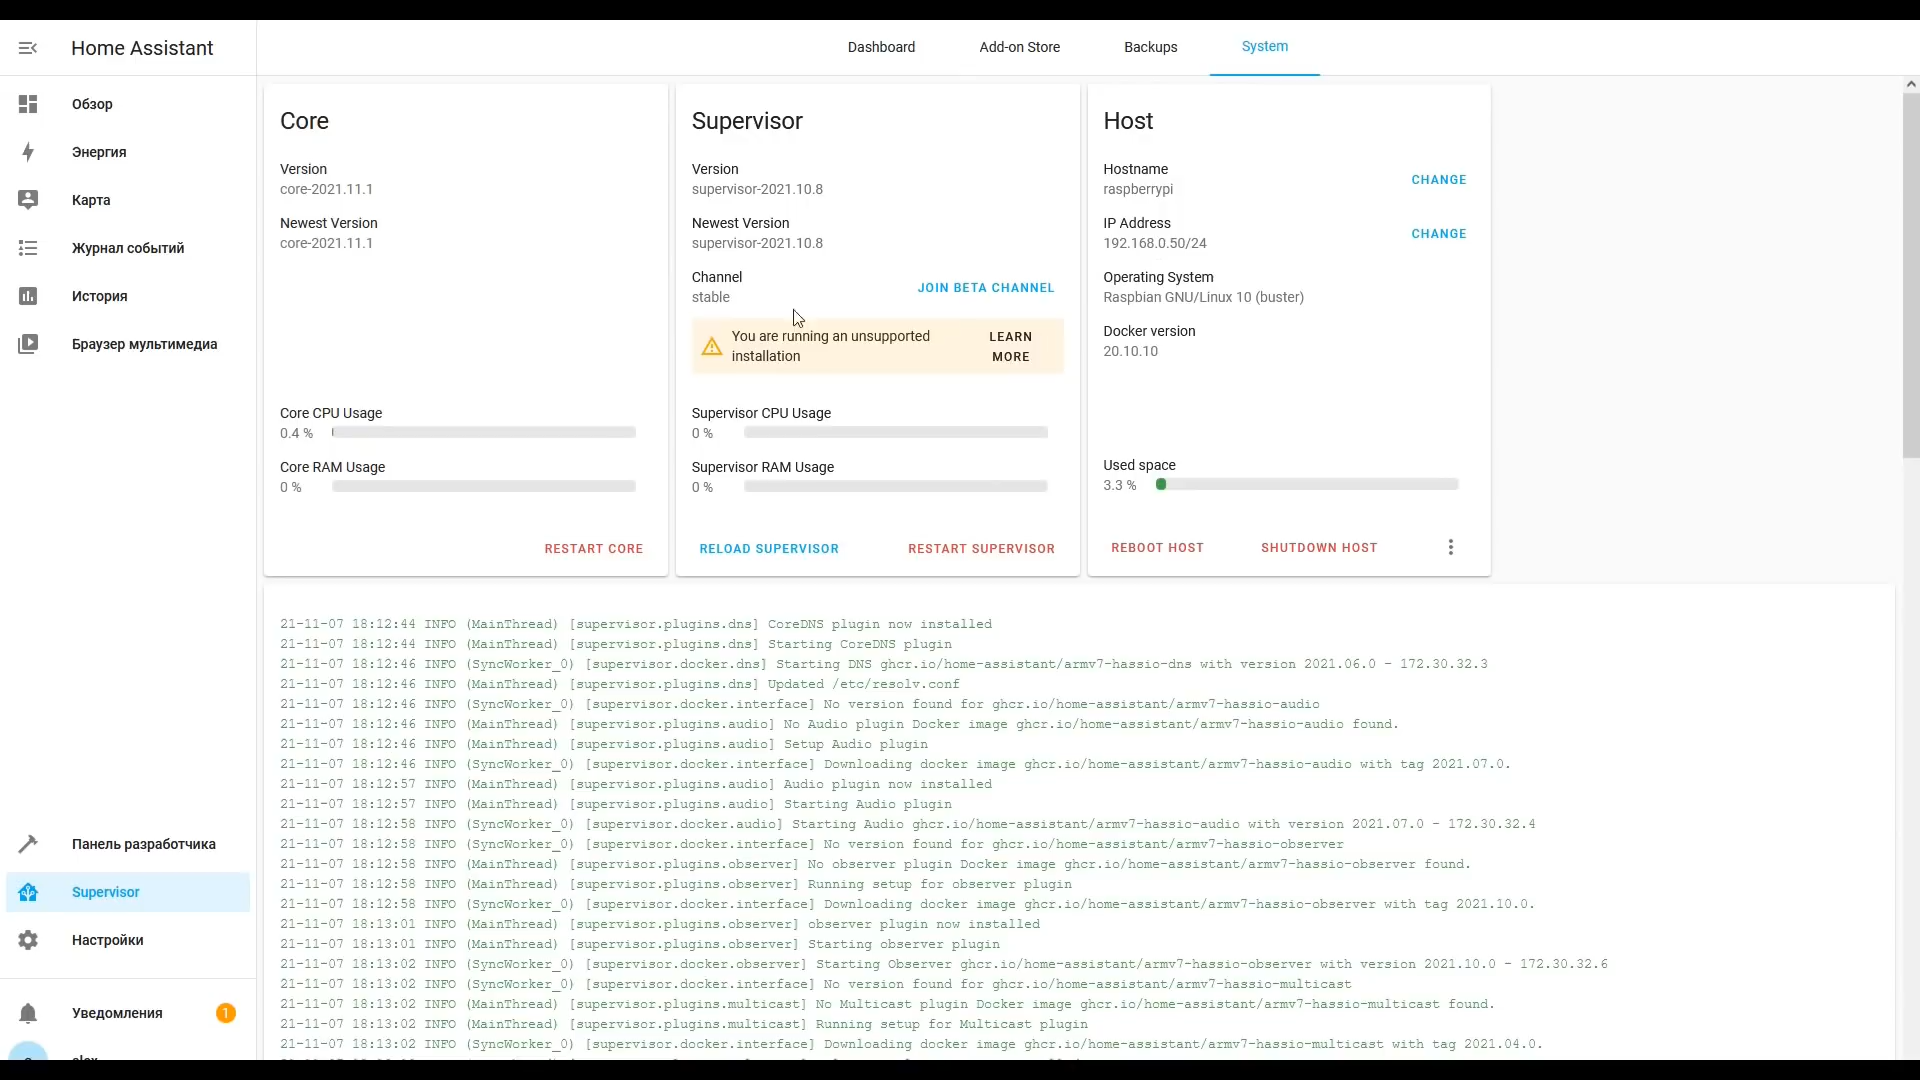 Home Assistant
Dashboard
Add-on Store
Backups
System
Обзор
Энергия
Карта
Журнал событий
История
Браузер мультимедиа
Панель разработчика
Supervisor
Настройки
Уведомления
1
Core
Version
core-2021.11.1
Newest Version
core-2021.11.1
Core CPU Usage
0.4 %
Core RAM Usage
0 %
RESTART CORE
Supervisor
Version
supervisor-2021.10.8
Newest Version
supervisor-2021.10.8
Channel
stable
JOIN BETA CHANNEL
You are running an unsupported
installation
LEARN
MORE
Supervisor CPU Usage
0 %
Supervisor RAM Usage
0 %
RELOAD SUPERVISOR
RESTART SUPERVISOR
Host
Hostname
raspberrypi
CHANGE
IP Address
192.168.0.50/24
CHANGE
Operating System
Raspbian GNU/Linux 10 (buster)
Docker version
20.10.10
Used space
3.3 %
REBOOT HOST
SHUTDOWN HOST
21-11-07 18:12:44 INFO (MainThread) [supervisor.plugins.dns] CoreDNS plugin now installed
21-11-07 18:12:44 INFO (MainThread) [supervisor.plugins.dns] Starting CoreDNS plugin
21-11-07 18:12:46 INFO (SyncWorker_0) [supervisor.docker.dns] Starting DNS ghcr.io/home-assistant/armv7-hassio-dns with version 2021.06.0 - 172.30.32.3
21-11-07 18:12:46 INFO (MainThread) [supervisor.plugins.dns] Updated /etc/resolv.conf
21-11-07 18:12:46 INFO (SyncWorker_0) [supervisor.docker.interface] No version found for ghcr.io/home-assistant/armv7-hassio-audio
21-11-07 18:12:46 INFO (MainThread) [supervisor.plugins.audio] No Audio plugin Docker image ghcr.io/home-assistant/armv7-hassio-audio found.
21-11-07 18:12:46 INFO (MainThread) [supervisor.plugins.audio] Setup Audio plugin
21-11-07 18:12:46 INFO (SyncWorker_0) [supervisor.docker.interface] Downloading docker image ghcr.io/home-assistant/armv7-hassio-audio with tag 2021.07.0.
21-11-07 18:12:57 INFO (MainThread) [supervisor.plugins.audio] Audio plugin now installed
21-11-07 18:12:57 INFO (MainThread) [supervisor.plugins.audio] Starting Audio plugin
21-11-07 18:12:58 INFO (SyncWorker_0) [supervisor.docker.audio] Starting Audio ghcr.io/home-assistant/armv7-hassio-audio with version 2021.07.0 - 172.30.32.4
21-11-07 18:12:58 INFO (SyncWorker_0) [supervisor.docker.interface] No version found for ghcr.io/home-assistant/armv7-hassio-observer
21-11-07 18:12:58 INFO (MainThread) [supervisor.plugins.observer] No observer plugin Docker image ghcr.io/home-assistant/armv7-hassio-observer found.
21-11-07 18:12:58 INFO (MainThread) [supervisor.plugins.observer] Running setup for observer plugin
21-11-07 18:12:58 INFO (SyncWorker_0) [supervisor.docker.interface] Downloading docker image ghcr.io/home-assistant/armv7-hassio-observer with tag 2021.10.0.
21-11-07 18:13:01 INFO (MainThread) [supervisor.plugins.observer] observer plugin now installed
21-11-07 18:13:01 INFO (MainThread) [supervisor.plugins.observer] Starting observer plugin
21-11-07 18:13:02 INFO (SyncWorker_0) [supervisor.docker.observer] Starting Observer ghcr.io/home-assistant/armv7-hassio-observer with version 2021.10.0 - 172.30.32.6
21-11-07 18:13:02 INFO (SyncWorker_0) [supervisor.docker.interface] No version found for ghcr.io/home-assistant/armv7-hassio-multicast
21-11-07 18:13:02 INFO (MainThread) [supervisor.plugins.multicast] No Multicast plugin Docker image ghcr.io/home-assistant/armv7-hassio-multicast found.
21-11-07 18:13:02 INFO (MainThread) [supervisor.plugins.multicast] Running setup for Multicast plugin
21-11-07 18:13:02 INFO (SyncWorker_0) [supervisor.docker.interface] Downloading docker image ghcr.io/home-assistant/armv7-hassio-multicast with tag 2021.04.0.